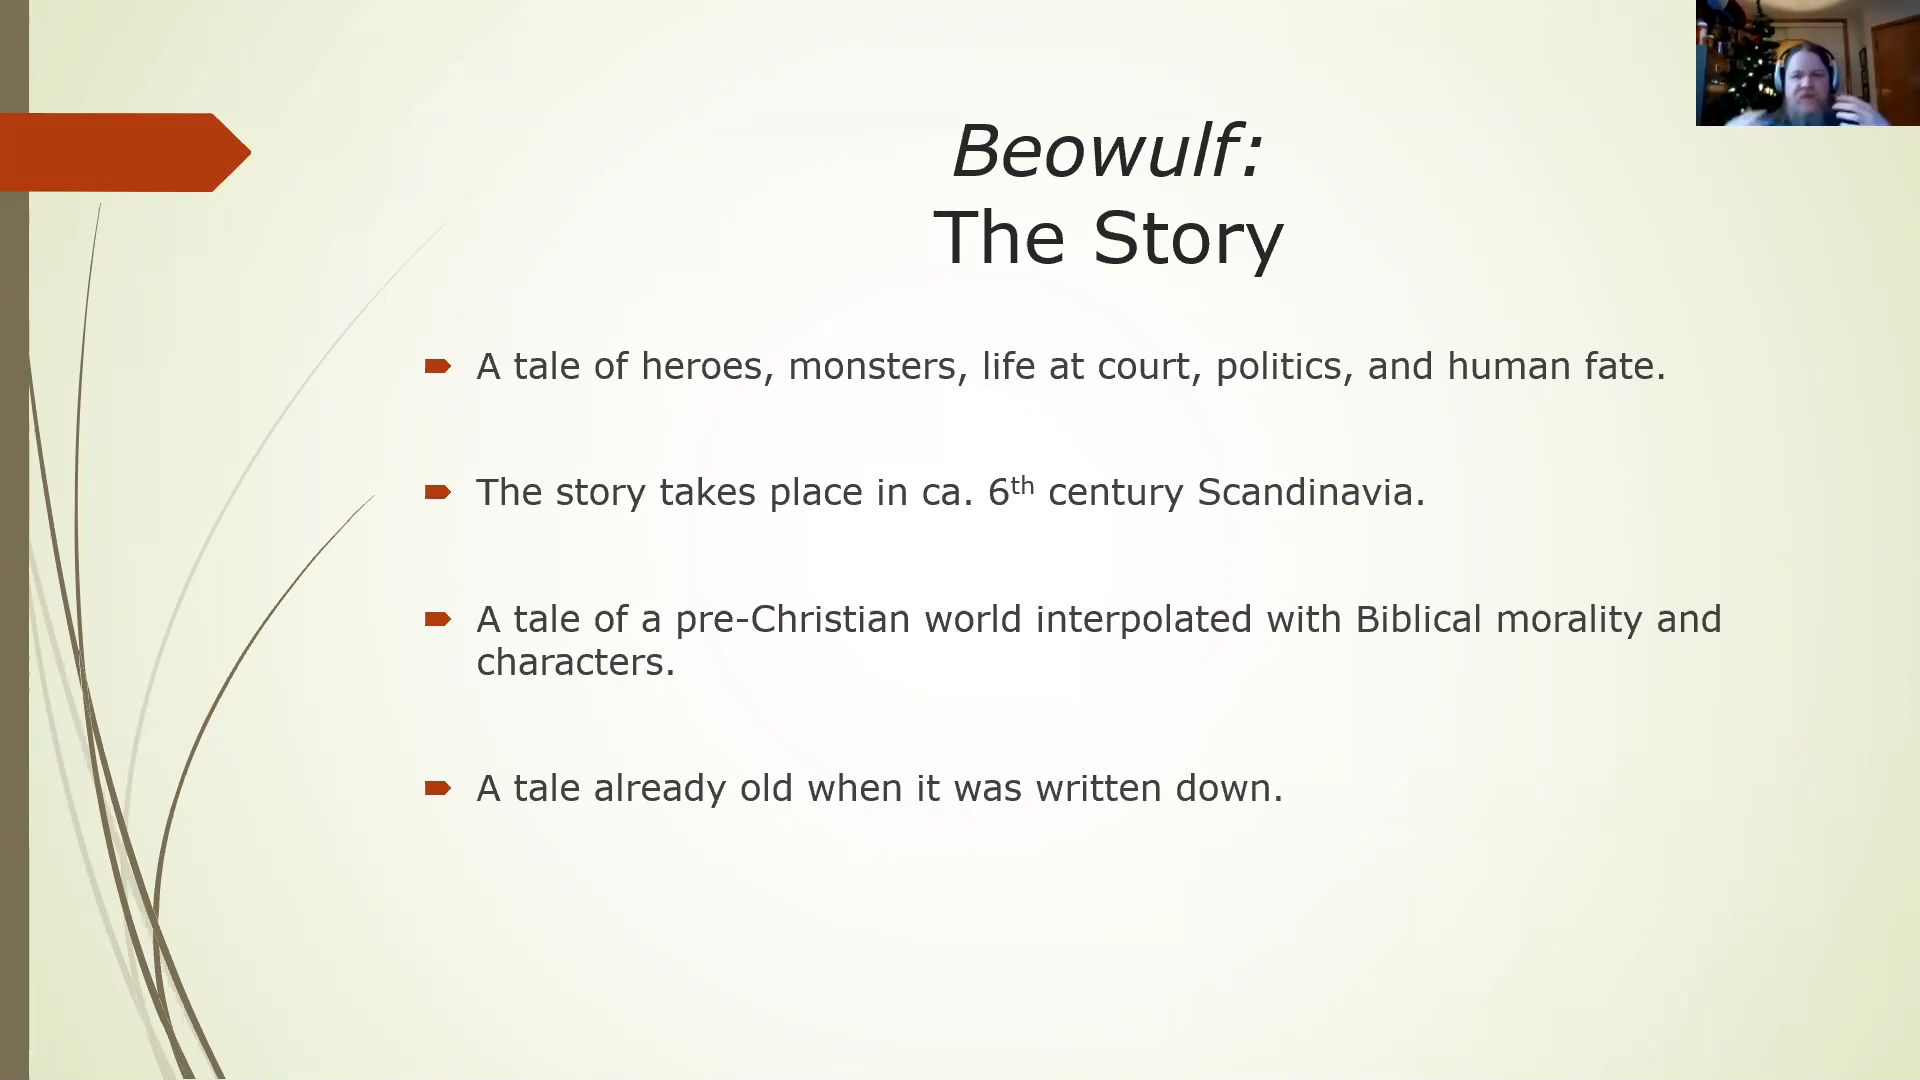 Beowulf:
The Story
A tale of heroes, monsters, life at court, politics, and human fate.
The story takes place in ca. 6th century Scandinavia.
A tale of a pre-Christian world interpolated with Biblical morality and
characters.
A tale already old when it was written down.